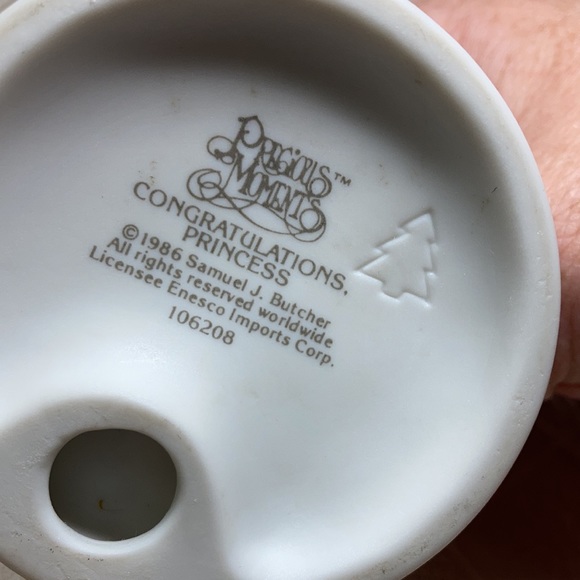 PRECIOUS
MOMENTS™
CONGRATULATIONS,
PRINCESS
©1986 Samuel J. Butcher
All rights reserved worldwide
Licensee Enesco Imports Corp.
106208